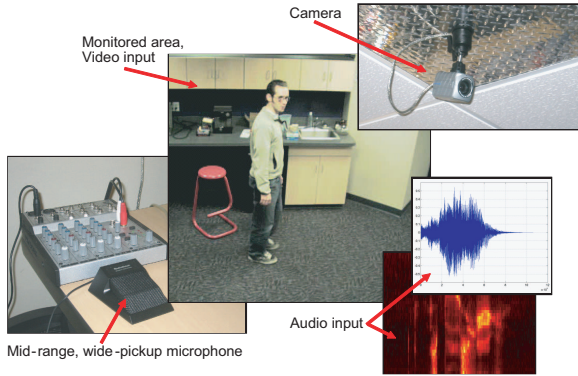 Camera
Monitored area,
Video input
Audio input
Mid-range, wide-pickup microphone